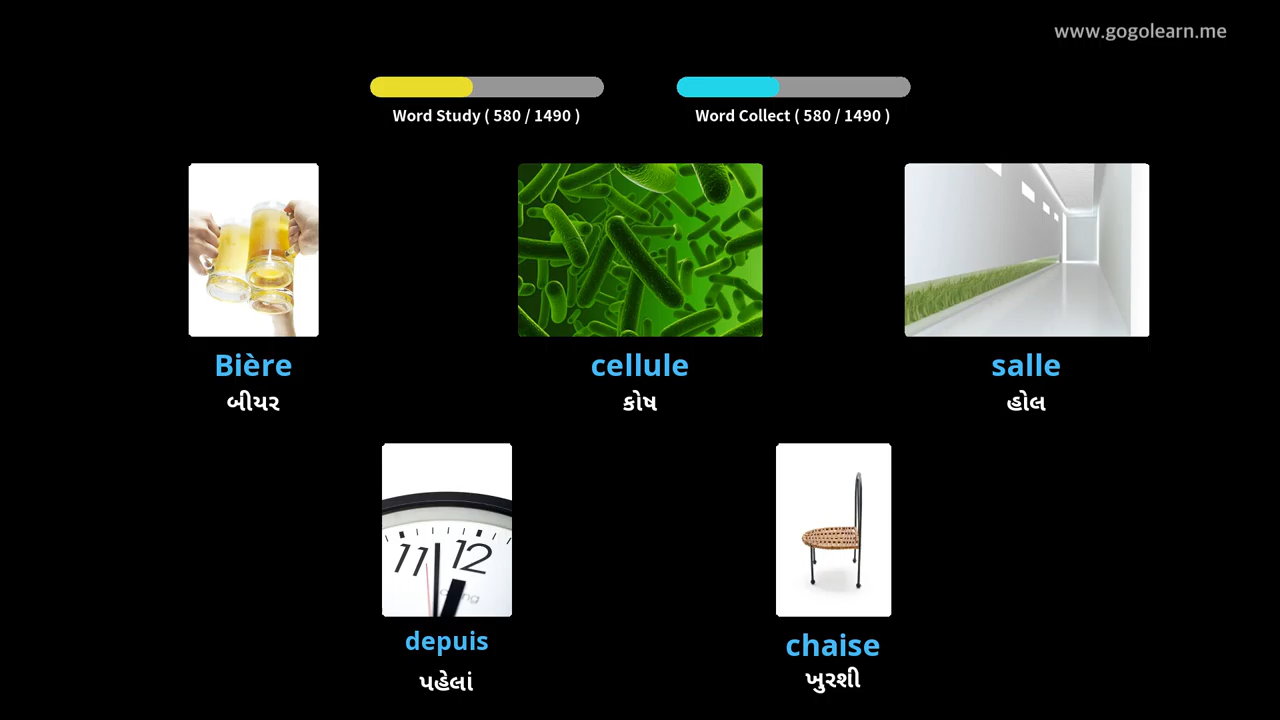 www.gogolearn.me
Word Study ( 580 / 1490 )
Word Collect ( 580 / 1490 )
Bière
cellule
salle
બીયર
કોષ
હોલ
11 12
depuis
chaise
પહેલાં
ખુરશી